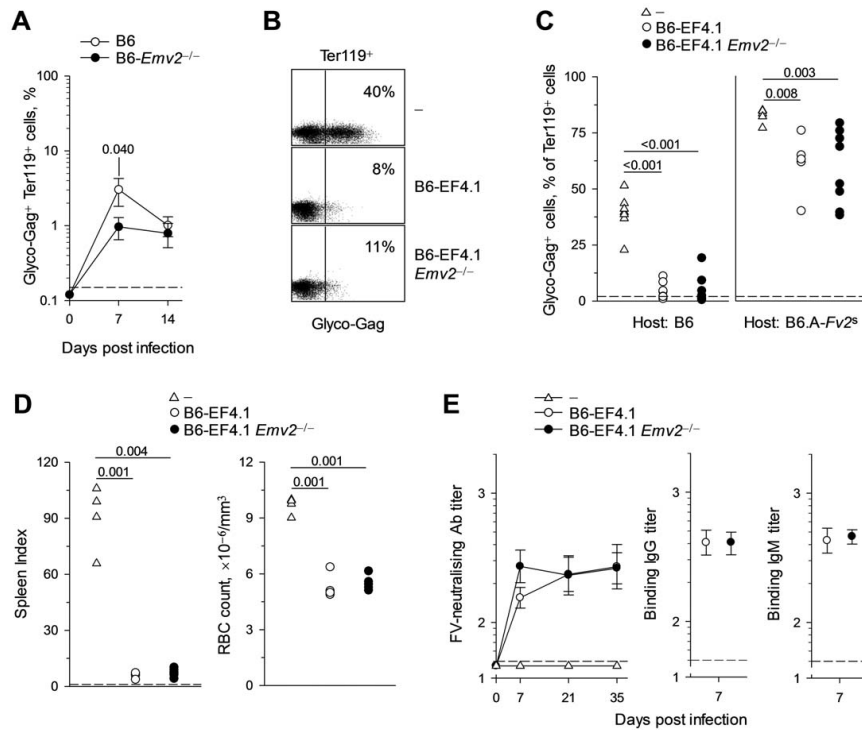 A
B6
B6-Emv2−/−
Glyco-Gag+ Ter119+ cells, %
100
10
1
0.1
0.040
0
7
14
Days post infection
B
Ter119+
40%
–
8%
B6-EF4.1
11%
B6-EF4.1
Emv2−/−
Glyco-Gag
C
–
B6-EF4.1
B6-EF4.1 Emv2−/−
Glyco-Gag+ cells, % of Ter119+ cells
100
75
50
25
0
<0.001
<0.001
0.003
0.008
Host: B6
Host: B6.A-Fv2s
D
–
B6-EF4.1
B6-EF4.1 Emv2−/−
Spleen Index
120
90
60
30
0
0.004
0.001
RBC count, ×10−6/mm3
12
9
6
3
0
0.001
0.001
E
–
B6-EF4.1
B6-EF4.1 Emv2−/−
FV-neutralising Ab titer
3
2
1
0
7
21
35
Binding IgG titer
3
2
1
7
Binding IgM titer
3
2
1
7
Days post infection